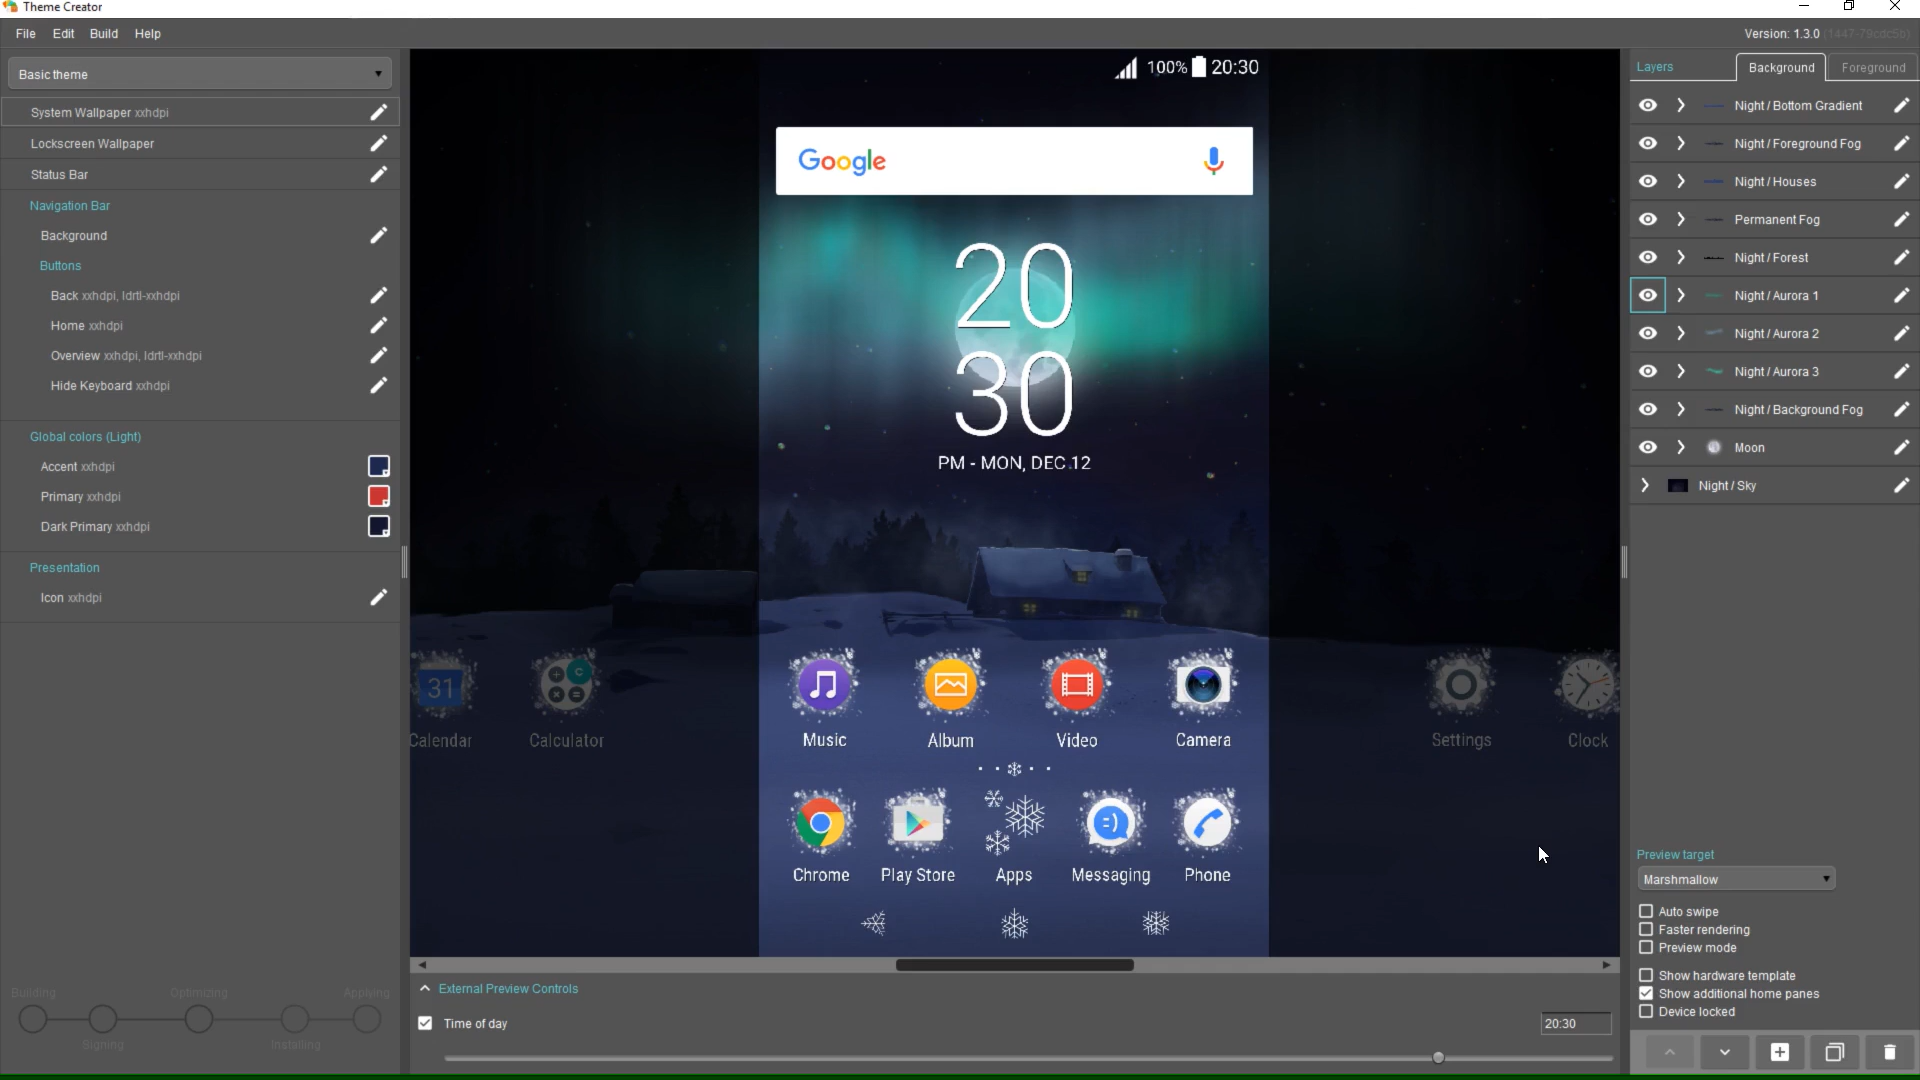 Theme Creator
File Edit Build Help
Version: 1.3.0 (1447-79cdc5b)
Basic theme
System Wallpaper xxhdpi
Lockscreen Wallpaper
Status Bar
Navigation Bar
Background
Buttons
Back xxhdpi, ldrtl-xxhdpi
Home xxhdpi
Overview xxhdpi, ldrtl-xxhdpi
Hide Keyboard xxhdpi
Global colors (Light)
Accent xxhdpi
Primary xxhdpi
Dark Primary xxhdpi
Presentation
Icon xxhdpi
Building Optimizing Applying
Signing Installing
100% 20:30
Google
20
30
PM - MON, DEC 12
31
Calendar Calculator Music Album Video Camera Settings Clock
Chrome Play Store Apps Messaging Phone
External Preview Controls
Time of day 20:30
Layers Background Foreground
Night / Bottom Gradient
Night / Foreground Fog
Night / Houses
Permanent Fog
Night / Forest
Night / Aurora 1
Night / Aurora 2
Night / Aurora 3
Night / Background Fog
Moon
Night / Sky
Preview target
Marshmallow
Auto swipe
Faster rendering
Preview mode
Show hardware template
Show additional home panes
Device locked